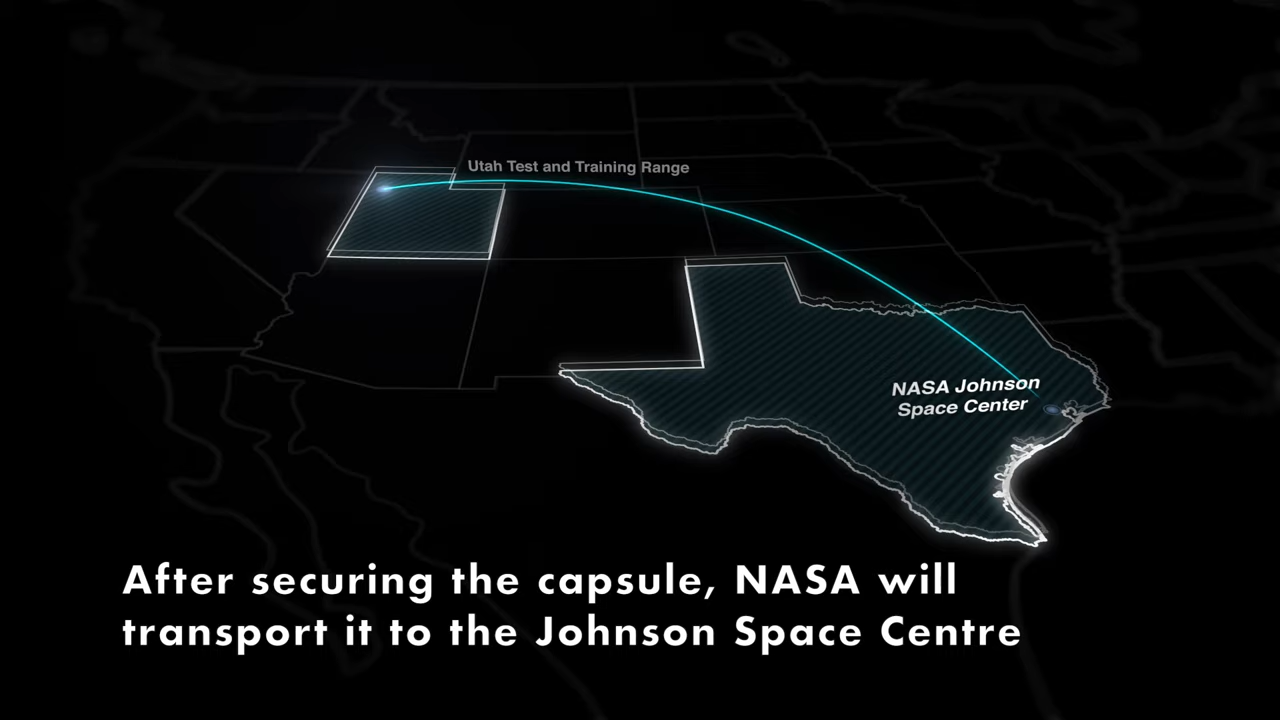 Utah Test and Training Range
NASA Johnson
Space Center
After securing the capsule, NASA will
transport it to the Johnson Space Centre